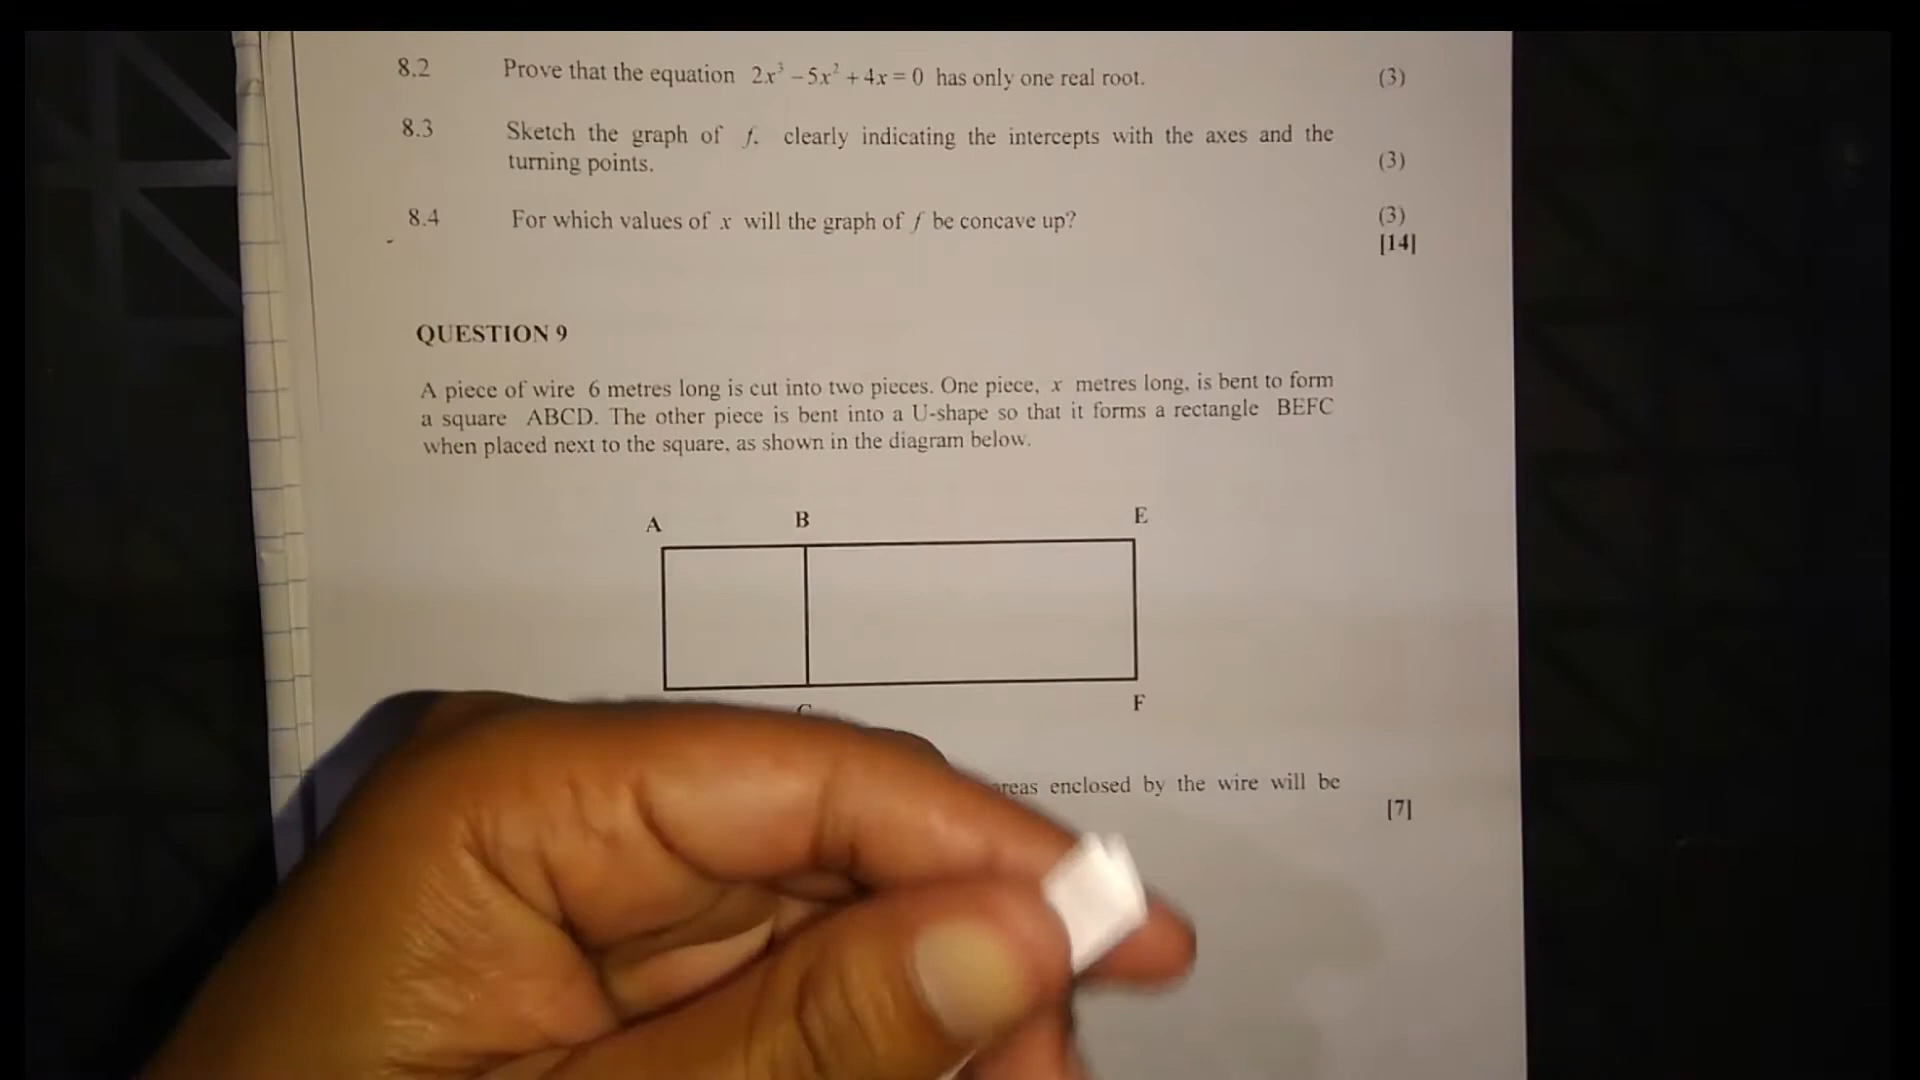 8.2 Prove that the equation 2x³ – 5x² + 4x = 0 has only one real root. (3)
8.3 Sketch the graph of f, clearly indicating the intercepts with the axes and the
turning points. (3)
8.4 For which values of x will the graph of f be concave up? (3)
[14]
QUESTION 9
A piece of wire 6 metres long is cut into two pieces. One piece, x metres long, is bent to form
a square ABCD. The other piece is bent into a U-shape so that it forms a rectangle BEFC
when placed next to the square, as shown in the diagram below.
A B E
F
enclosed by the wire will be
[7]